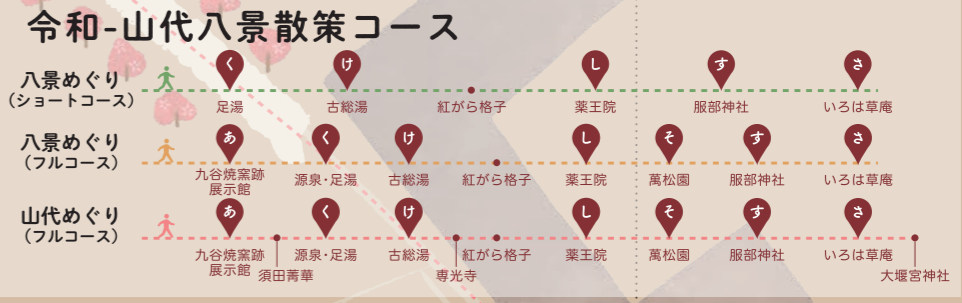 令和-山代八景散策コース
八景めぐり
（ショートコース）
く け し す さ
足湯 古総湯 紅がら格子 薬王院 服部神社 いろは草庵
八景めぐり
（フルコース）
あ く け し そ す さ
九谷焼窯跡
展示館
源泉・足湯 古総湯 紅がら格子 薬王院 萬松園 服部神社 いろは草庵
山代めぐり
（フルコース）
あ く け し そ す さ
九谷焼窯跡
展示館
源泉・足湯 古総湯 紅がら格子 薬王院 萬松園 服部神社 いろは草庵
須田菁華 専光寺 大堰宮神社